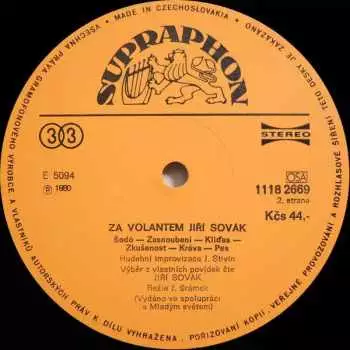 VŠECHNA PRÁVA GRAMOFONOVÉHO VÝROBCE A VLASTNÍKŮ AUTORSKÝCH PRÁV K DÍLU VYHRAŽENA. POŘIZOVÁNÍ KOPIÍ, VEŘEJNÉ PROVOZOVÁNÍ A ROZHLASOVÉ ŠÍŘENÍ TÉTO DESKY JE ZAKÁZÁNO
• MADE IN CZECHOSLOVAKIA •
SUPRAPHON
33
STEREO
E 5094
℗ 1980
OSA
1118 2669
2. strana
Kčs 44,-
ZA VOLANTEM JIŘÍ SOVÁK
Šodó — Zasnoubení — Kliďas —
Zkušenost — Kráva — Pes
Hudební improvizace J. Stivín
Výběr z vlastních povídek čte
JIŘÍ SOVÁK
Režie J. Šrámek
(Vydáno ve spolupráci
s Mladým světem)